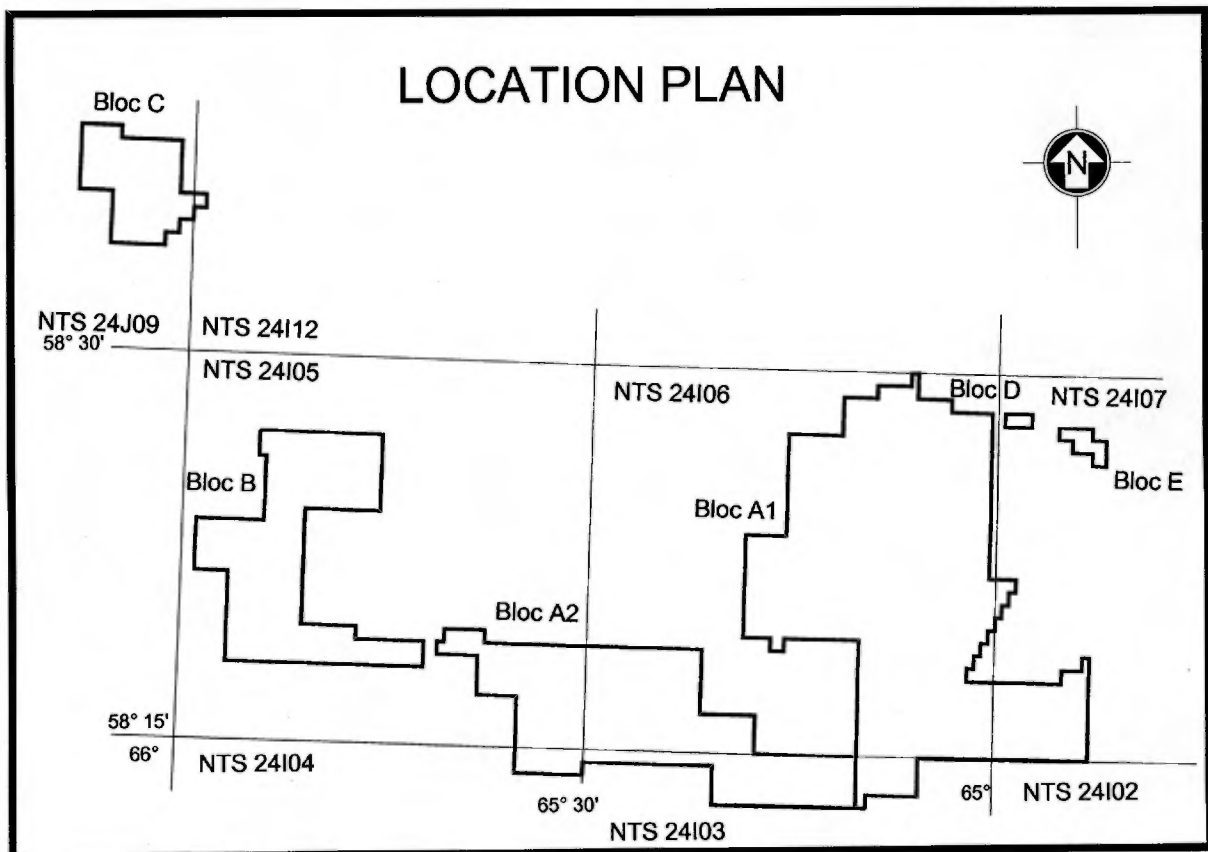 LOCATION PLAN
Bloc C
N
NTS 24J09
NTS 24I12
58° 30'
NTS 24I05
NTS 24I06
Bloc D
NTS 24I07
Bloc B
Bloc A1
Bloc E
Bloc A2
58° 15'
66°
NTS 24I04
65° 30'
65°
NTS 24I02
NTS 24I03